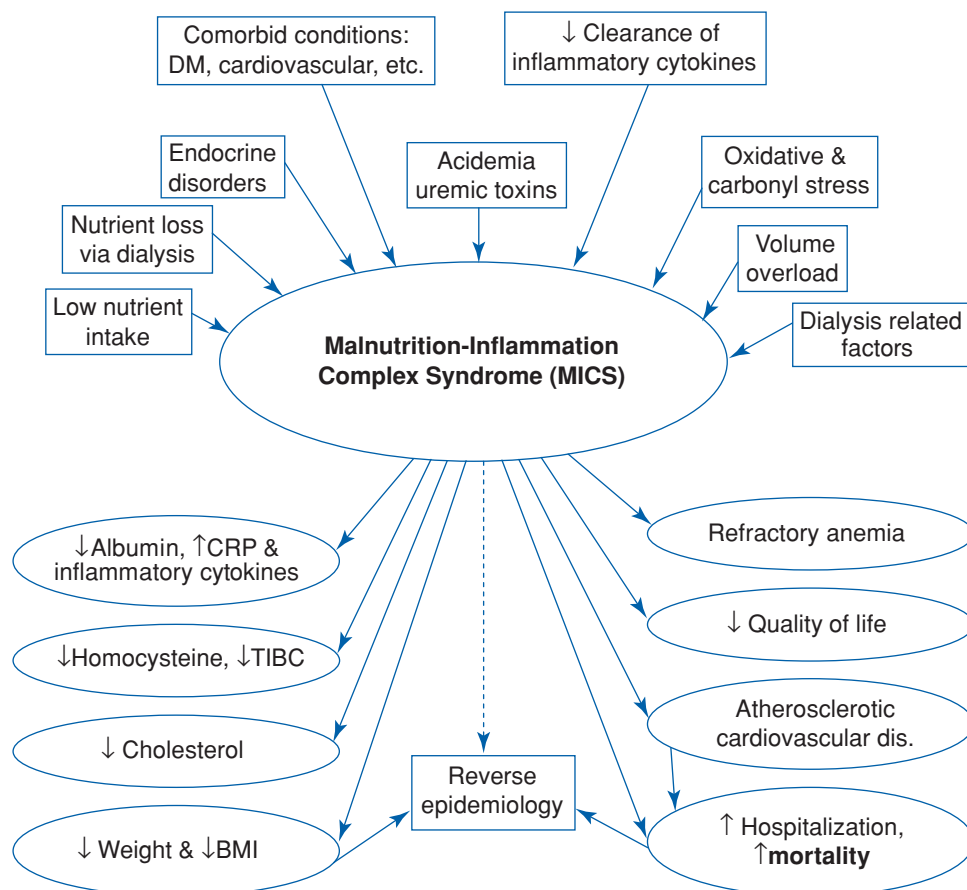 Comorbid conditions:
DM, cardiovascular, etc.
↓ Clearance of
inflammatory cytokines
Endocrine
disorders
Acidemia
uremic toxins
Oxidative &
carbonyl stress
Nutrient loss
via dialysis
Volume
overload
Low nutrient
intake
Dialysis related
factors
Malnutrition-Inflammation
Complex Syndrome (MICS)
↓Albumin, ↑CRP &
inflammatory cytokines
Refractory anemia
↓Homocysteine, ↓TIBC
↓ Quality of life
↓ Cholesterol
Atherosclerotic
cardiovascular dis.
Reverse
epidemiology
↓ Weight & ↓BMI
↑ Hospitalization,
↑mortality